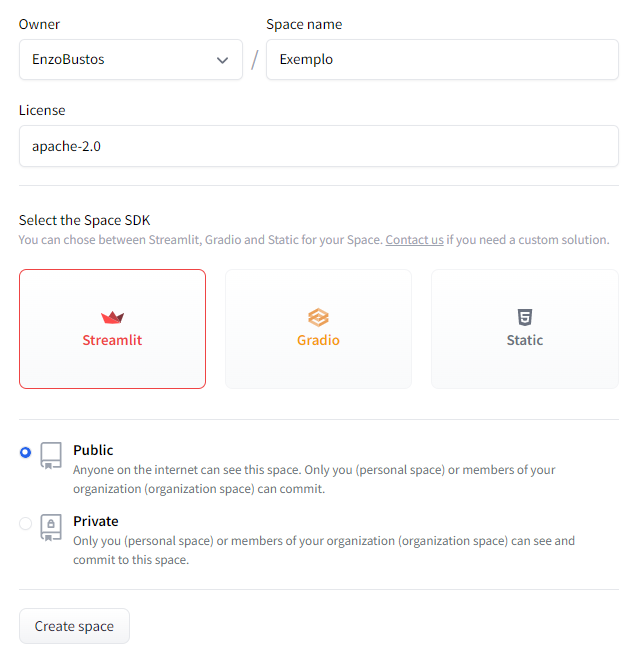 Owner
Space name
EnzoBustos
/
Exemplo
License
apache-2.0
Select the Space SDK
You can chose between Streamlit, Gradio and Static for your Space. Contact us if you need a custom solution.
Streamlit
Gradio
Static
Public
Anyone on the internet can see this space. Only you (personal space) or members of your
organization (organization space) can commit.
Private
Only you (personal space) or members of your organization (organization space) can see and
commit to this space.
Create space